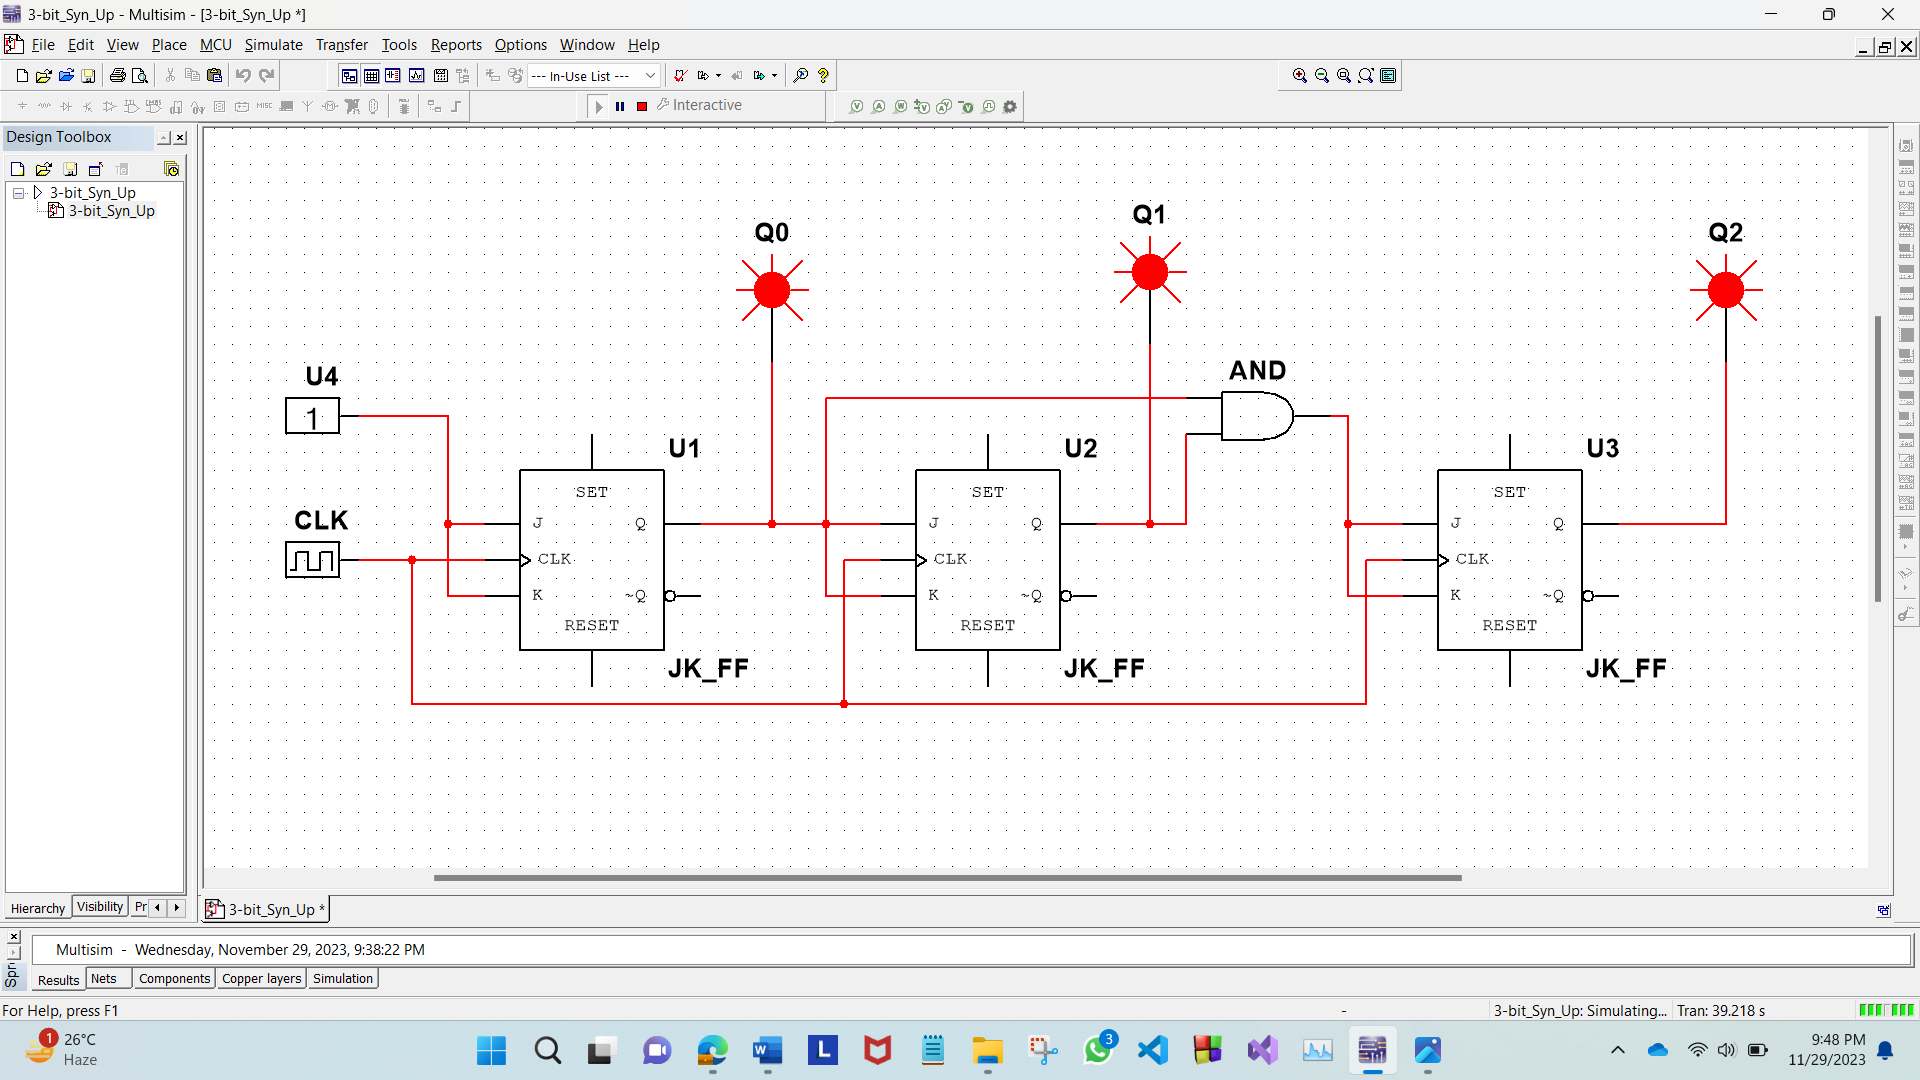 3-bit_Syn_Up - Multisim - [3-bit_Syn_Up *]
File Edit View Place MCU Simulate Transfer Tools Reports Options Window Help
--- In-Use List ---
MISC Interactive
Design Toolbox
3-bit_Syn_Up
3-bit_Syn_Up
Q0
Q1
Q2
U4
1
AND
CLK
U1
SET
J Q
CLK
K ~Q
RESET
JK_FF
U2
SET
J Q
CLK
K ~Q
RESET
JK_FF
U3
SET
J Q
CLK
K ~Q
RESET
JK_FF
Hierarchy Visibility Pr
3-bit_Syn_Up *
Spr
Multisim - Wednesday, November 29, 2023, 9:38:22 PM
Results Nets Components Copper layers Simulation
For Help, press F1
- 3-bit_Syn_Up: Simulating... Tran: 39.218 s
1
26°C
Haze
L
3
9:48 PM
11/29/2023